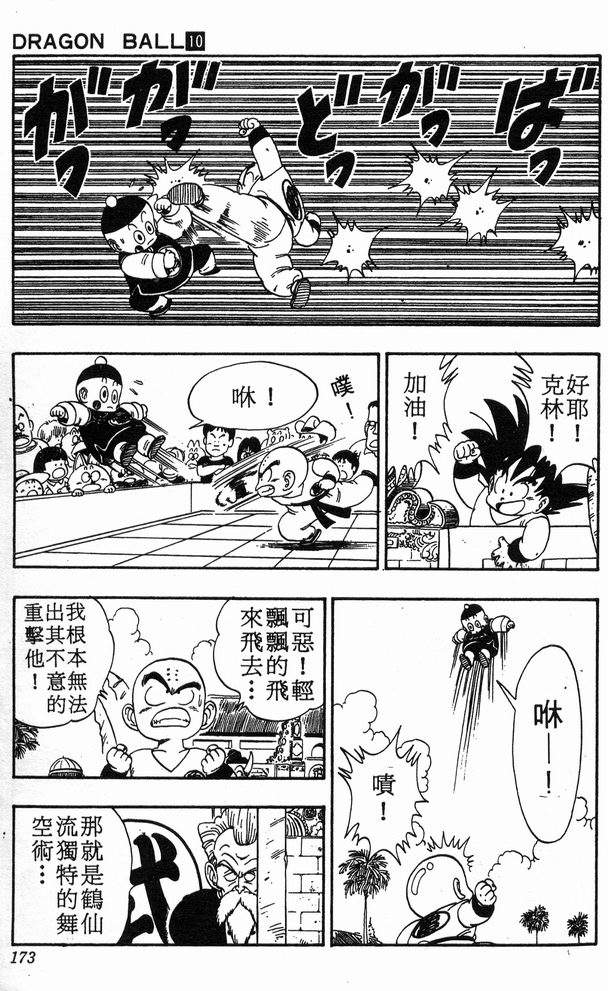 DRAGON BALL 10
ばっ
がっ
どっ
がっ
がっ
好耶!
克林!
加油!
噗!
咻!
咻——!
嘖!
可惡!輕
飄飄的飛
來飛去…
我根本無法
出其不意的
重擊他!
那就是鶴仙
流獨特的舞
空術…
173